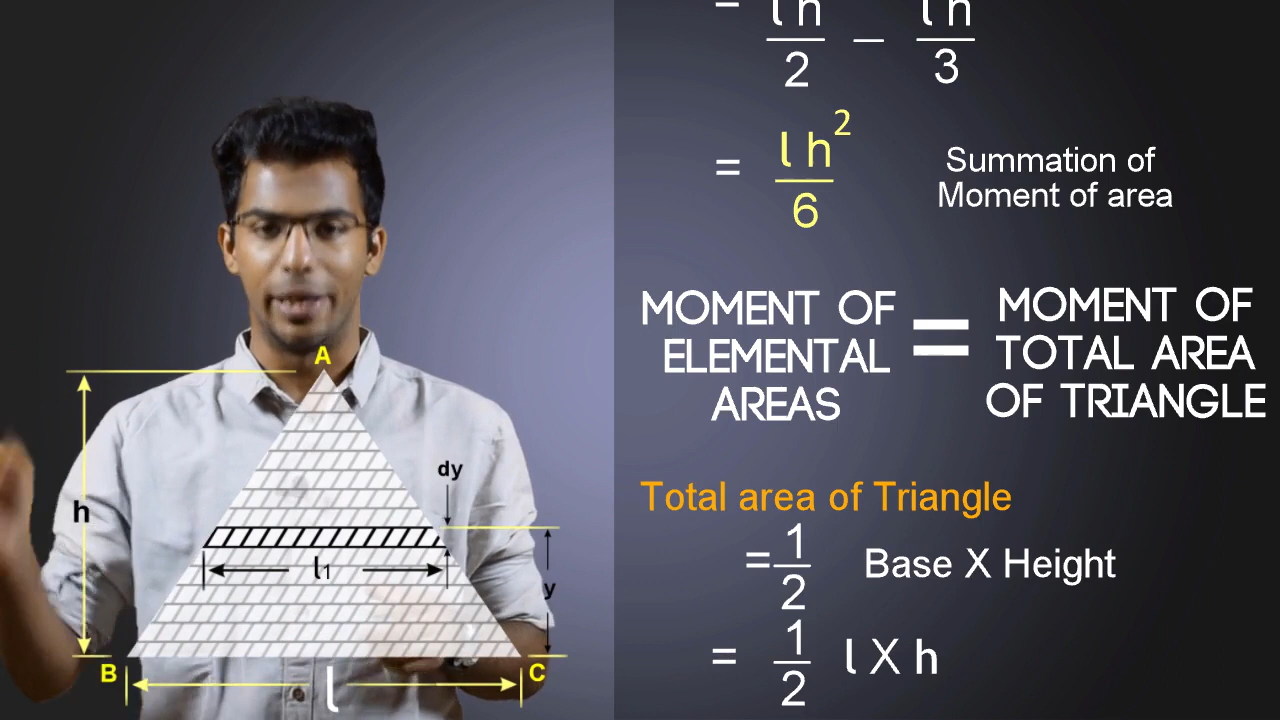 A
h
dy
l1
y
B
C
l
= lh/2 – lh/3
= lh²/6
Summation of
Moment of area
MOMENT OF
ELEMENTAL
AREAS
=
MOMENT OF
TOTAL AREA
OF TRIANGLE
Total area of Triangle
= 1/2 Base X Height
= 1/2 l X h